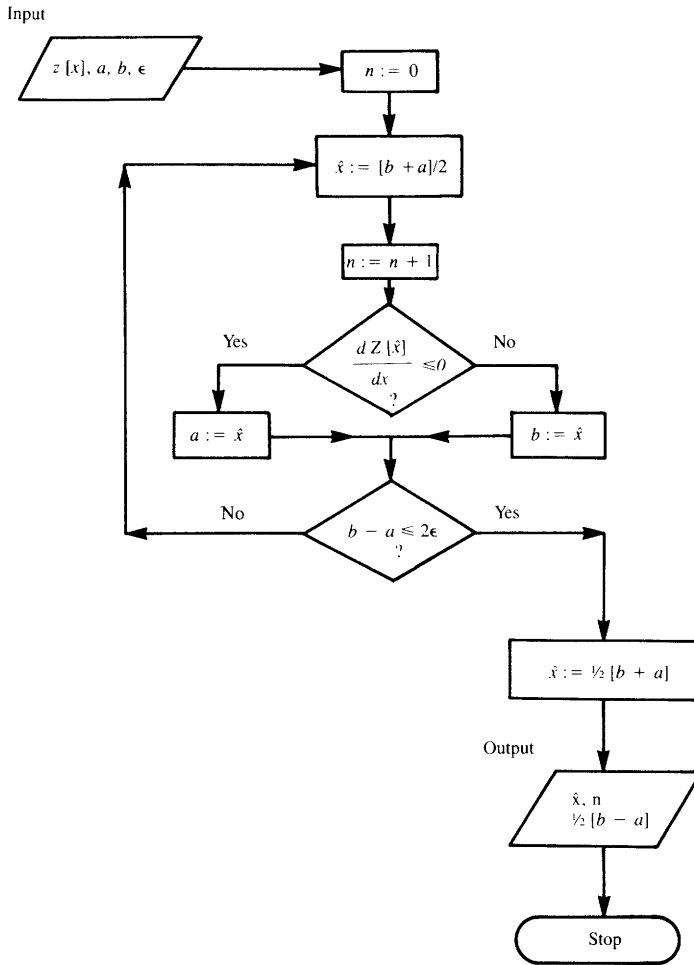 Input
z [x], a, b, ϵ
n := 0
x̂ := [b + a]/2
n := n + 1
Yes
No
d Z [x̂]
dx
≤0
?
a := x̂
b := x̂
No
Yes
b − a ≤ 2ϵ
?
x̂ := ½ [b + a]
Output
x̂, n
½ [b − a]
Stop